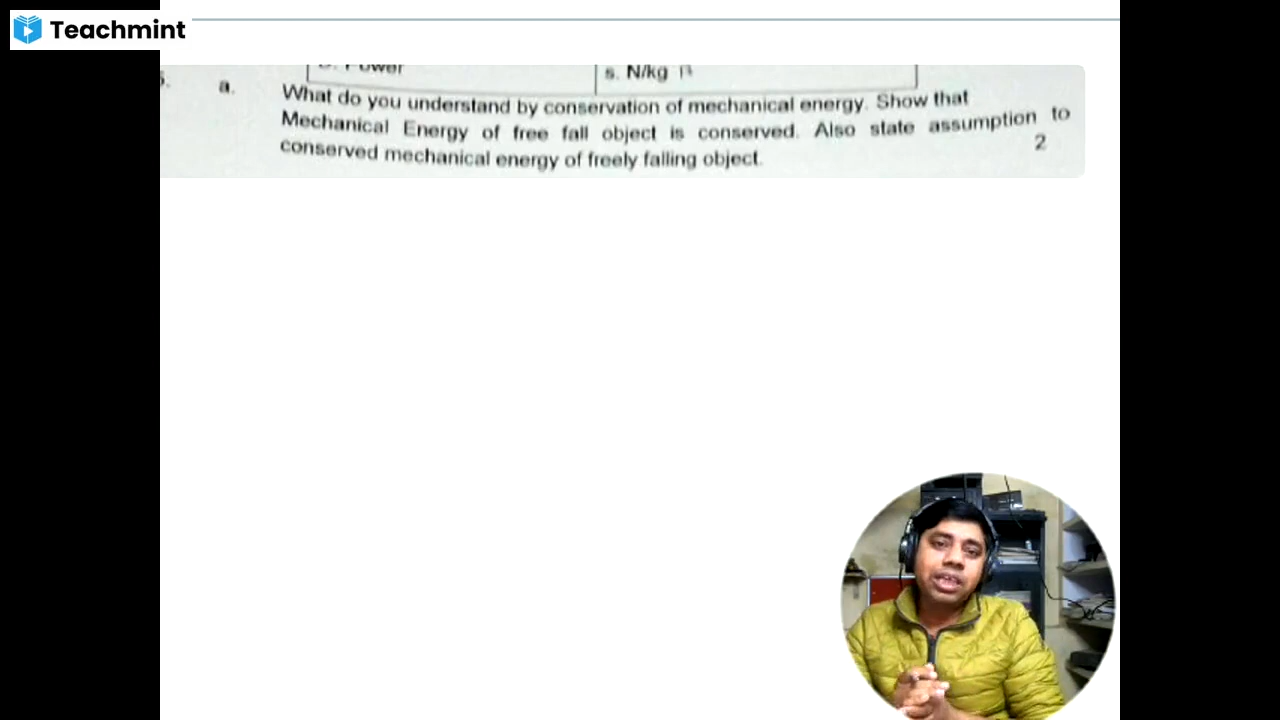 Teachmint
Power
s. N/kg
a.
What do you understand by conservation of mechanical energy. Show that
Mechanical Energy of free fall object is conserved. Also state assumption to
conserved mechanical energy of freely falling object.
2